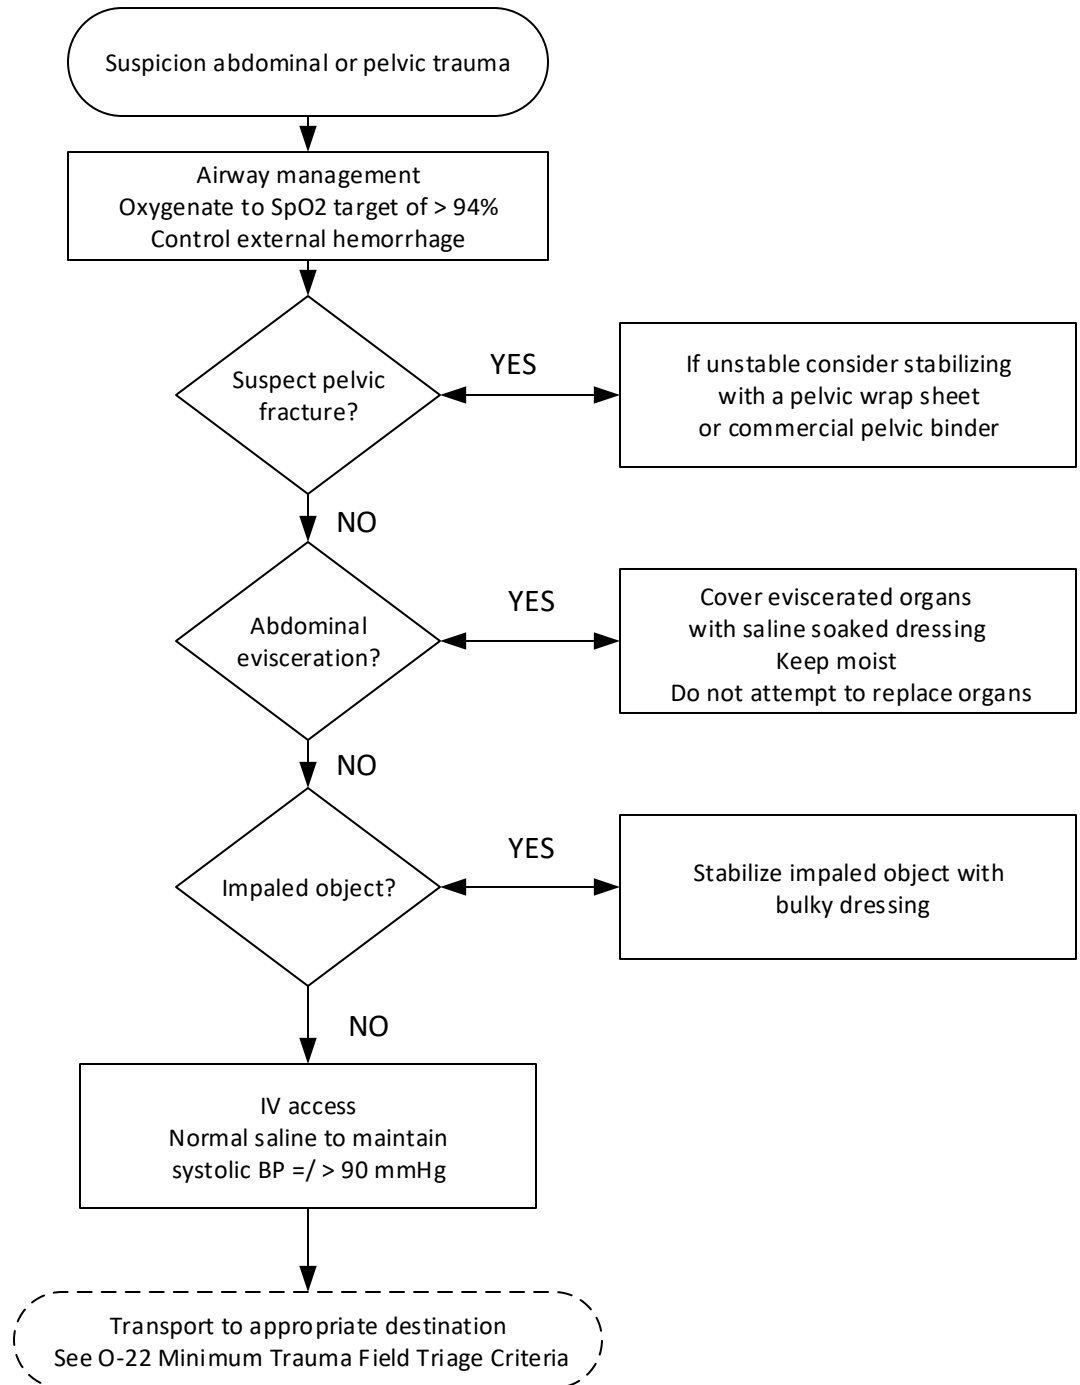 Suspicion abdominal or pelvic trauma
Airway management
Oxygenate to SpO2 target of > 94%
Control external hemorrhage
Suspect pelvic
fracture?
YES
If unstable consider stabilizing
with a pelvic wrap sheet
or commercial pelvic binder
NO
Abdominal
evisceration?
YES
Cover eviscerated organs
with saline soaked dressing
Keep moist
Do not attempt to replace organs
NO
Impaled object?
YES
Stabilize impaled object with
bulky dressing
NO
IV access
Normal saline to maintain
systolic BP =/ > 90 mmHg
Transport to appropriate destination
See O-22 Minimum Trauma Field Triage Criteria